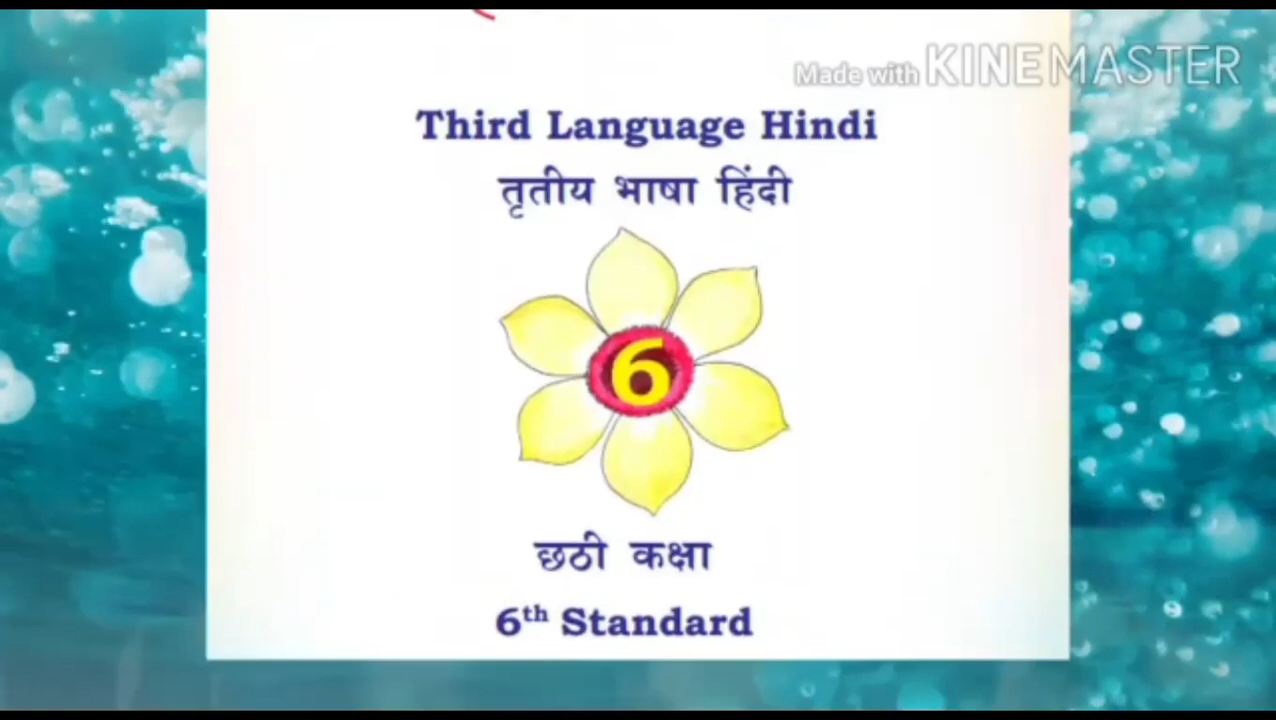 Made with KINEMASTER
Third Language Hindi
तृतीय भाषा हिंदी
6
छठी कक्षा
6th Standard